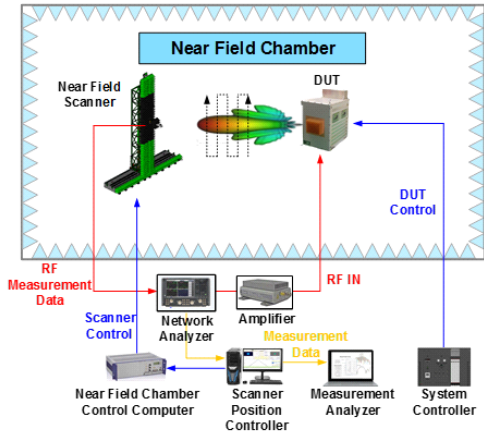 Near Field Chamber
Near Field
Scanner
DUT
DUT
Control
RF
Measurement
Data
RF IN
Scanner
Control
Network
Analyzer
Amplifier
Measurement
Data
Near Field Chamber
Control Computer
Scanner
Position
Controller
Measurement
Analyzer
System
Controller